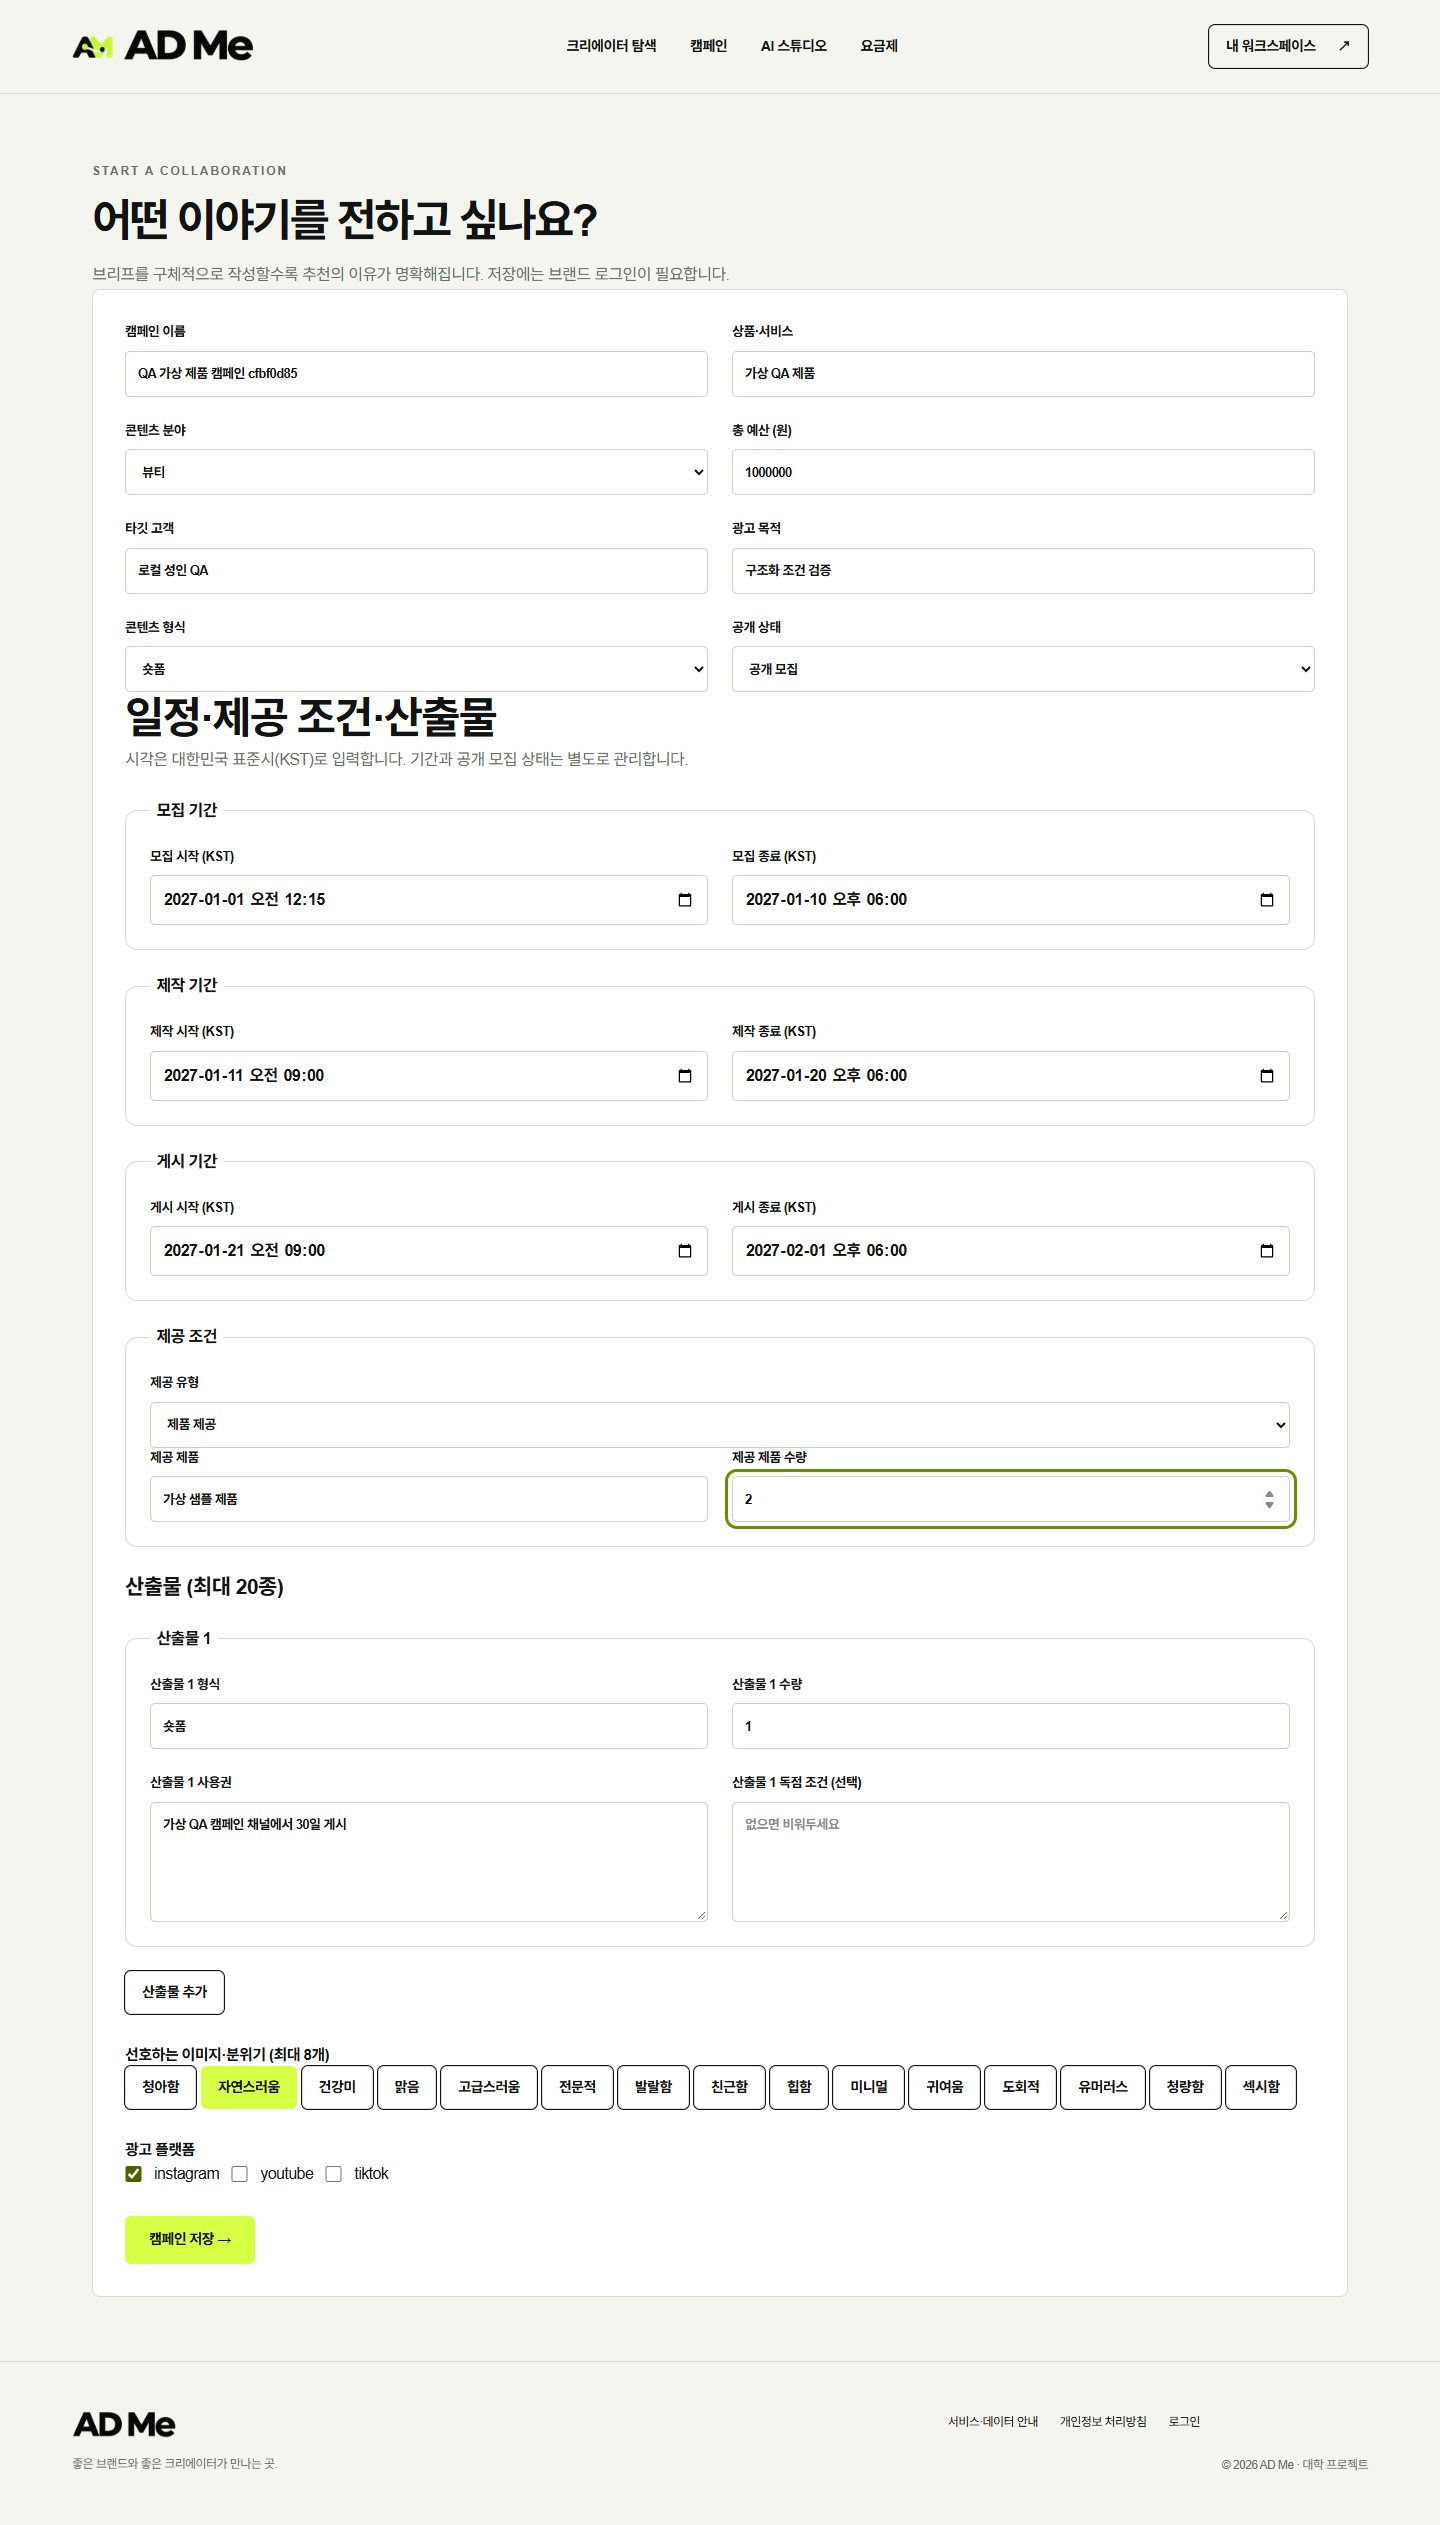 AM AD Me
크리에이터 탐색 캠페인 AI 스튜디오 요금제
내 워크스페이스 ↗
START A COLLABORATION
어떤 이야기를 전하고 싶나요?
브리프를 구체적으로 작성할수록 추천의 이유가 명확해집니다. 저장에는 브랜드 로그인이 필요합니다.
캠페인 이름 상품·서비스
QA 가상 제품 캠페인 cfbf0d85 가상 QA 제품
콘텐츠 분야 총 예산 (원)
뷰티 1000000
타깃 고객 광고 목적
로컬 성인 QA 구조화 조건 검증
콘텐츠 형식 공개 상태
숏폼 공개 모집
일정·제공 조건·산출물
시각은 대한민국 표준시(KST)로 입력합니다. 기간과 공개 모집 상태는 별도로 관리합니다.
모집 기간
모집 시작 (KST) 모집 종료 (KST)
2027-01-01 오전 12:15 2027-01-10 오후 06:00
제작 기간
제작 시작 (KST) 제작 종료 (KST)
2027-01-11 오전 09:00 2027-01-20 오후 06:00
게시 기간
게시 시작 (KST) 게시 종료 (KST)
2027-01-21 오전 09:00 2027-02-01 오후 06:00
제공 조건
제공 유형
제품 제공
제공 제품 제공 제품 수량
가상 샘플 제품 2
산출물 (최대 20종)
산출물 1
산출물 1 형식 산출물 1 수량
숏폼 1
산출물 1 사용권 산출물 1 독점 조건 (선택)
가상 QA 캠페인 채널에서 30일 게시 없으면 비워두세요
산출물 추가
선호하는 이미지·분위기 (최대 8개)
청아함 자연스러움 건강미 맑음 고급스러움 전문적 발랄함 친근함 힙함 미니멀 귀여움 도회적 유머러스 청량함 섹시함
광고 플랫폼
instagram youtube tiktok
캠페인 저장 →
AD Me
서비스·데이터 안내 개인정보 처리방침 로그인
좋은 브랜드와 좋은 크리에이터가 만나는 곳.
© 2026 AD Me · 대학 프로젝트